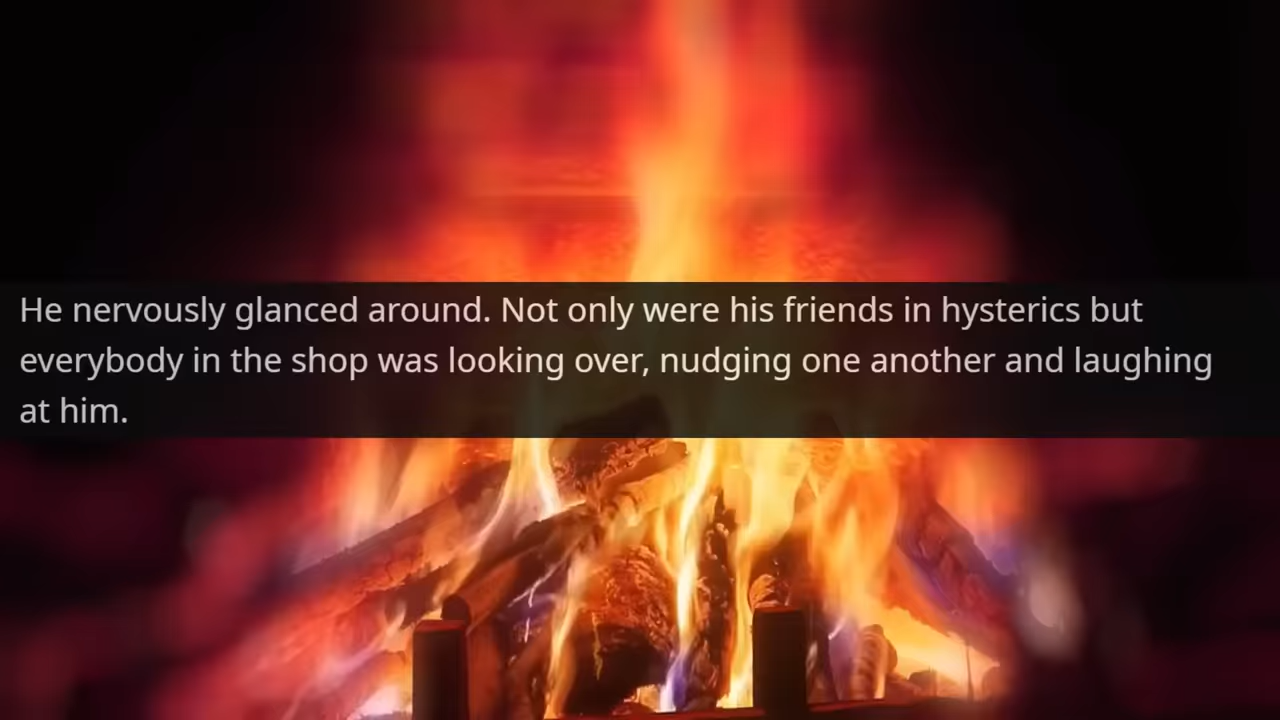 He nervously glanced around. Not only were his friends in hysterics but
everybody in the shop was looking over, nudging one another and laughing
at him.